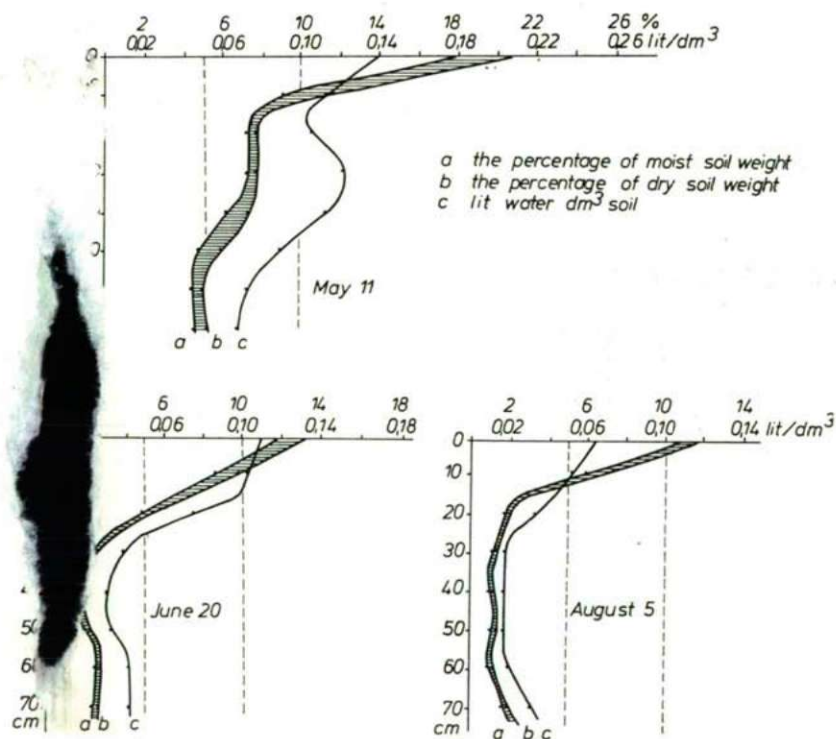 6 10 14 18 22 26 %
0,02 0,06 0,10 0,14 0,18 0,22 0,26 lit/dm³
a the percentage of moist soil weight
b the percentage of dry soil weight
c lit water dm³ soil
0
May 11
a b c
6 10 14 18
0,06 0,10 0,14 0,18
50
60
70
cm
June 20
a b c
2 6 10 14
0,02 0,06 0,10 0,14 lit/dm³
0
10
20
30
40
50
60
70
cm
August 5
a b c